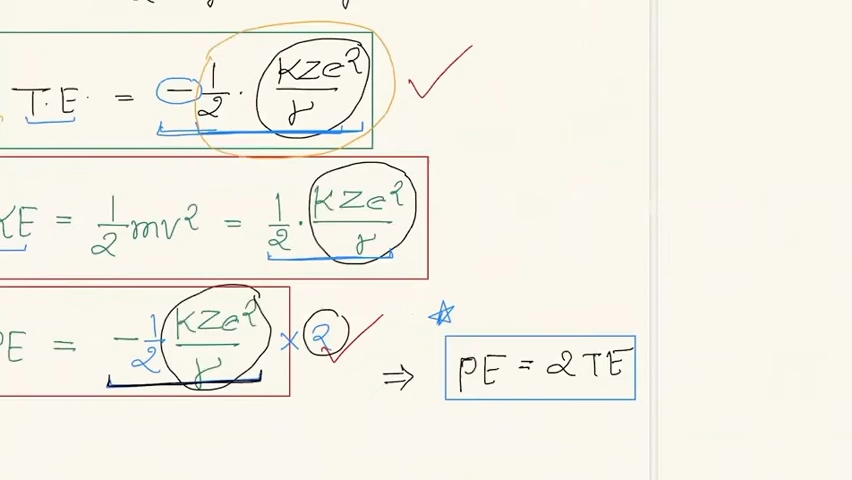 T.E. = -1/2 · KZe²/r
KE = 1/2 mv² = 1/2 · KZe²/r
PE = -1/2 KZe²/r × 2
⇒ PE = 2TE